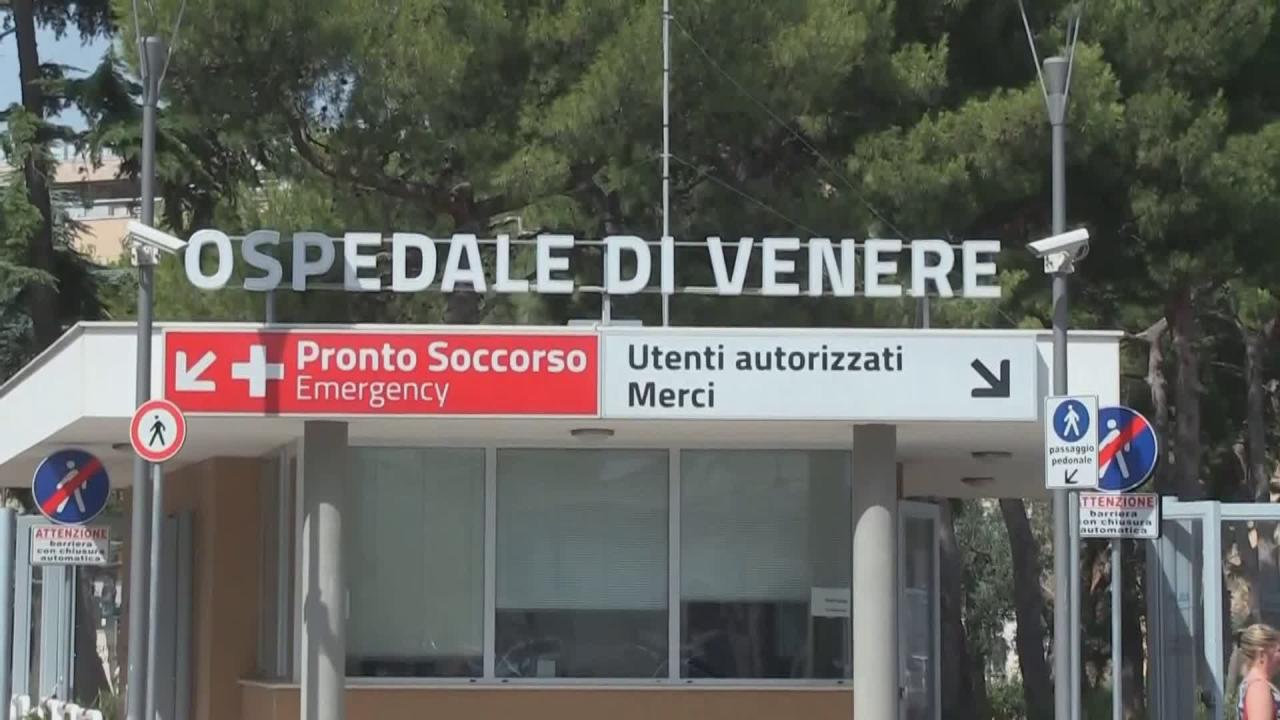 OSPEDALE DI VENERE
Pronto Soccorso
Emergency
Utenti autorizzati
Merci
passaggio
pedonale
ATTENZIONE
barriera
con chiusura
automatica
ATTENZIONE
barriera
con chiusura
automatica